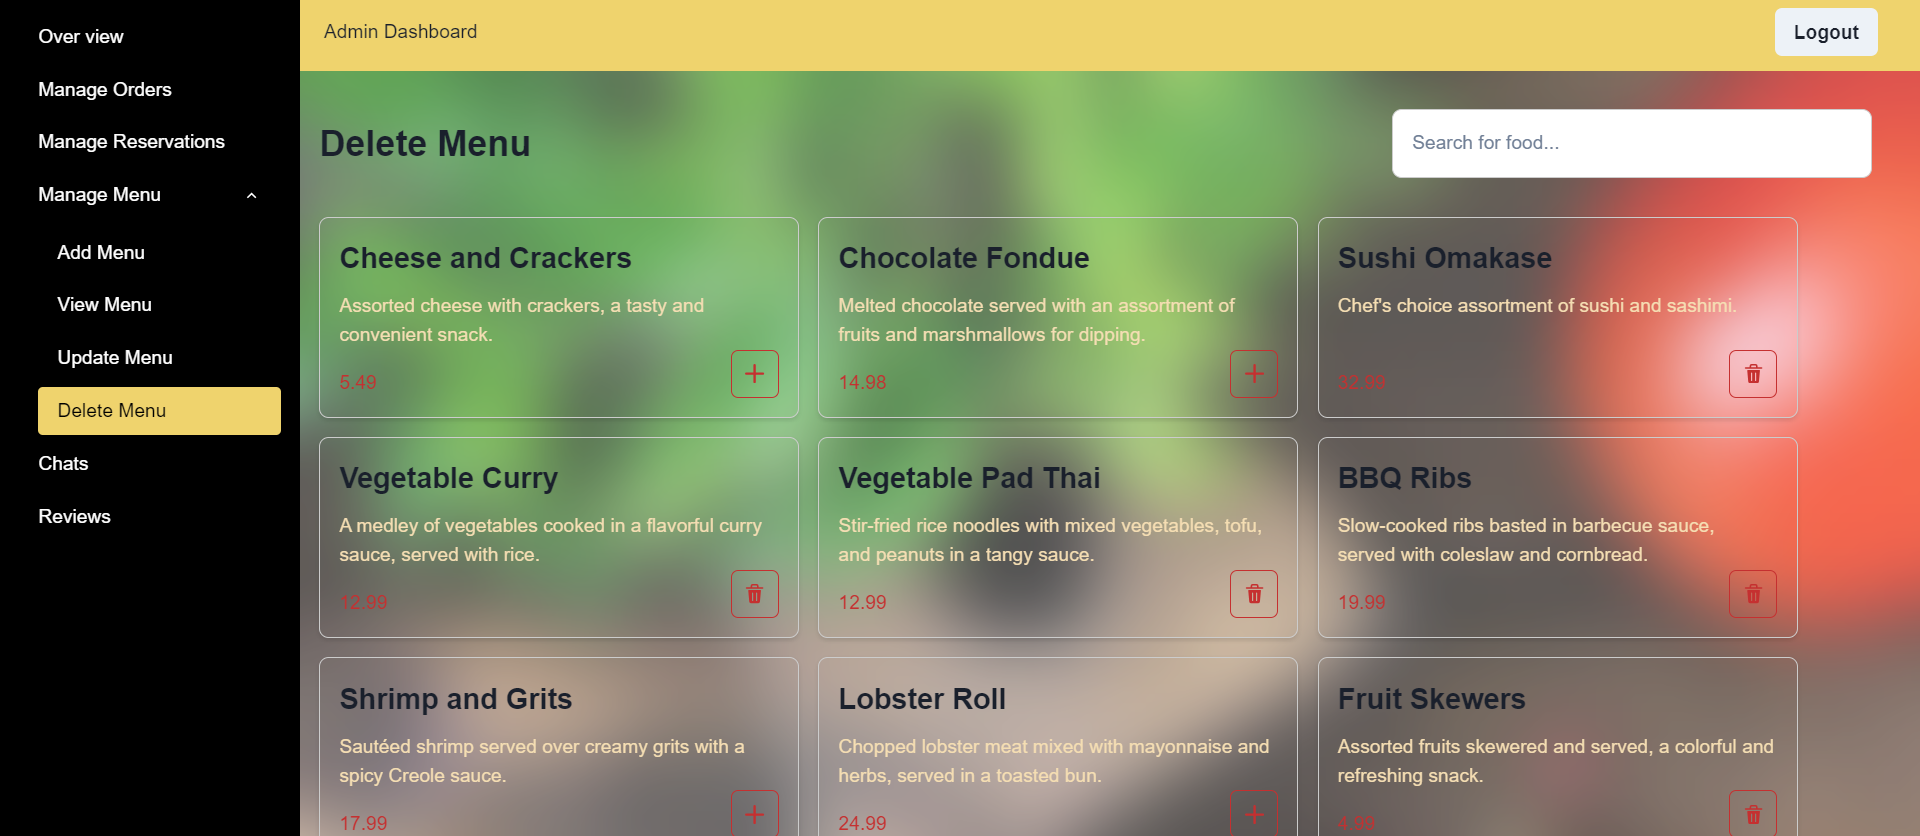 Over view
Manage Orders
Manage Reservations
Manage Menu
Add Menu
View Menu
Update Menu
Delete Menu
Chats
Reviews
Admin Dashboard
Logout
Delete Menu
Search for food...
Cheese and Crackers
Assorted cheese with crackers, a tasty and
convenient snack.
5.49
Chocolate Fondue
Melted chocolate served with an assortment of
fruits and marshmallows for dipping.
14.98
Sushi Omakase
Chef's choice assortment of sushi and sashimi.
32.99
Vegetable Curry
A medley of vegetables cooked in a flavorful curry
sauce, served with rice.
12.99
Vegetable Pad Thai
Stir-fried rice noodles with mixed vegetables, tofu,
and peanuts in a tangy sauce.
12.99
BBQ Ribs
Slow-cooked ribs basted in barbecue sauce,
served with coleslaw and cornbread.
19.99
Shrimp and Grits
Sautéed shrimp served over creamy grits with a
spicy Creole sauce.
17.99
Lobster Roll
Chopped lobster meat mixed with mayonnaise and
herbs, served in a toasted bun.
24.99
Fruit Skewers
Assorted fruits skewered and served, a colorful and
refreshing snack.
4.99